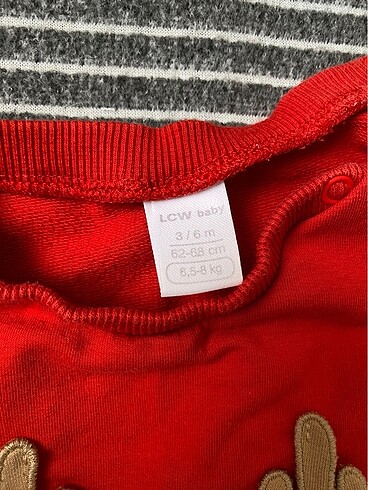 LCW baby
3 / 6 m
62-68 cm
6,5-8 kg